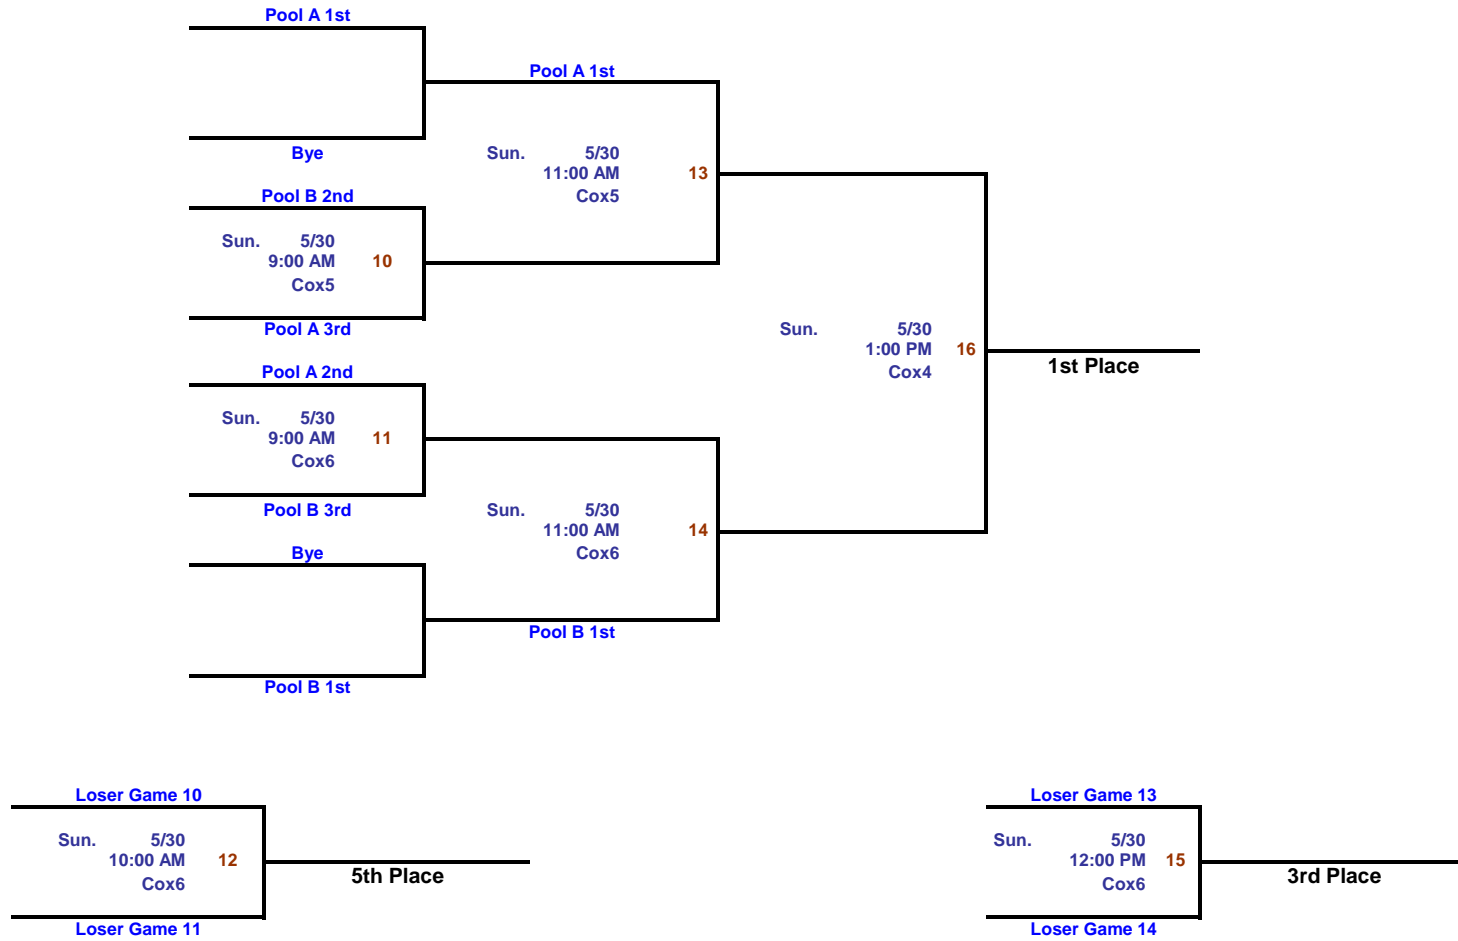 Pool A 1st
Pool A 1st
Bye
Sun. 5/30
11:00 AM 13
Cox5
Pool B 2nd
Sun. 5/30
9:00 AM 10
Cox5
Pool A 3rd
Sun. 5/30
1:00 PM 16
Cox4
1st Place
Pool A 2nd
Sun. 5/30
9:00 AM 11
Cox6
Pool B 3rd
Sun. 5/30
11:00 AM 14
Cox6
Bye
Pool B 1st
Pool B 1st
Loser Game 10
Sun. 5/30
10:00 AM 12
Cox6
5th Place
Loser Game 11
Loser Game 13
Sun. 5/30
12:00 PM 15
Cox6
3rd Place
Loser Game 14